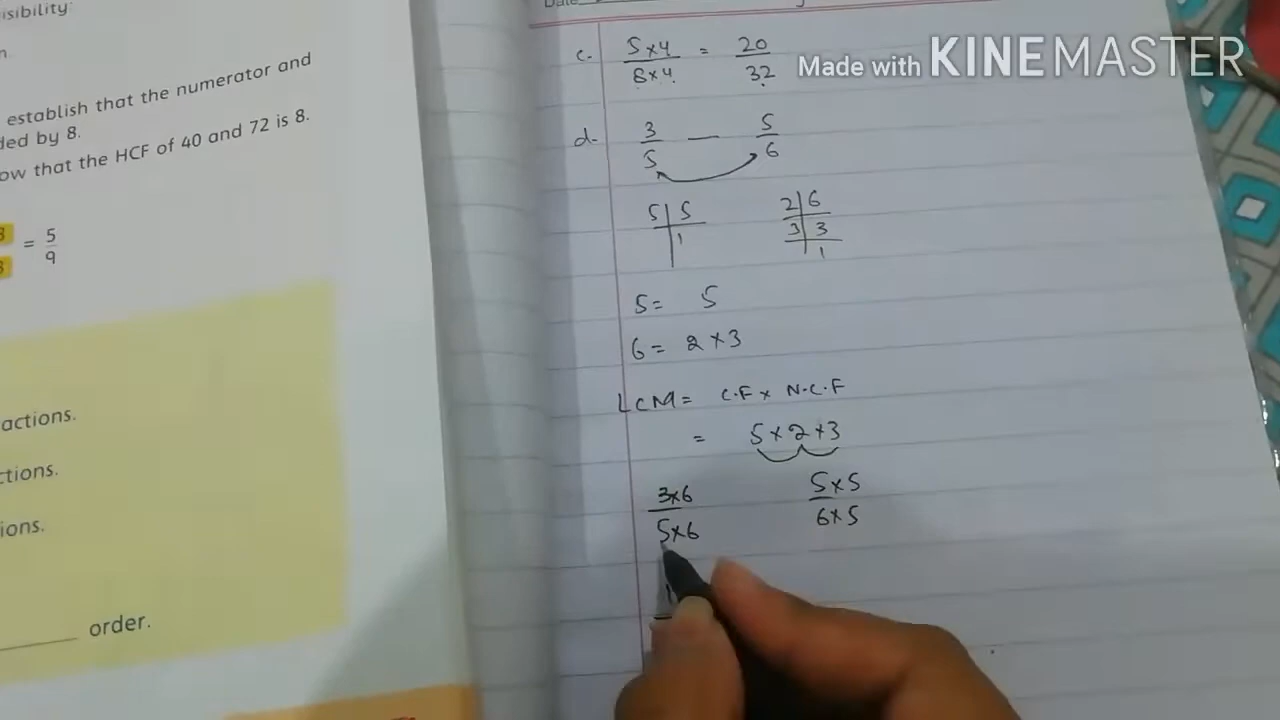 isibility:
establish that the numerator and
ded by 8.
ow that the HCF of 40 and 72 is 8.
= 5/9
actions.
ctions.
ions.
order.
Date
Made with KINEMASTER
c. 5×4/8×4 = 20/32
d. 3/5 — 5/6
5 | 5 2 | 6
1 3 | 3
1
5 = 5
6 = 2 × 3
LCM = C.F × N.C.F
= 5 × 2 × 3
3×6/5×6 5×5/6×5